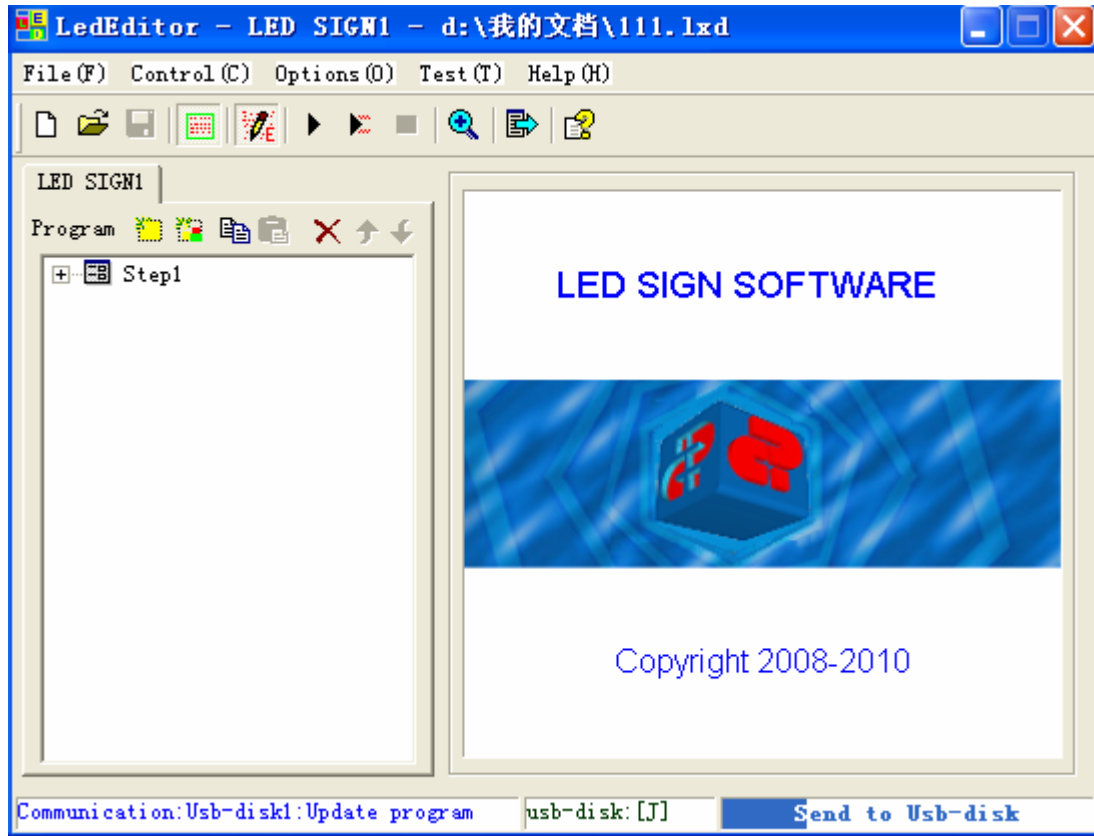 LedEditor - LED SIGN1 - d:\我的文档\111.lxd
File(F) Control(C) Options(O) Test(T) Help(H)
LED SIGN1
Program
Step1
LED SIGN SOFTWARE
Copyright 2008-2010
Communication:Usb-disk1:Update program usb-disk:[J] Send to Usb-disk